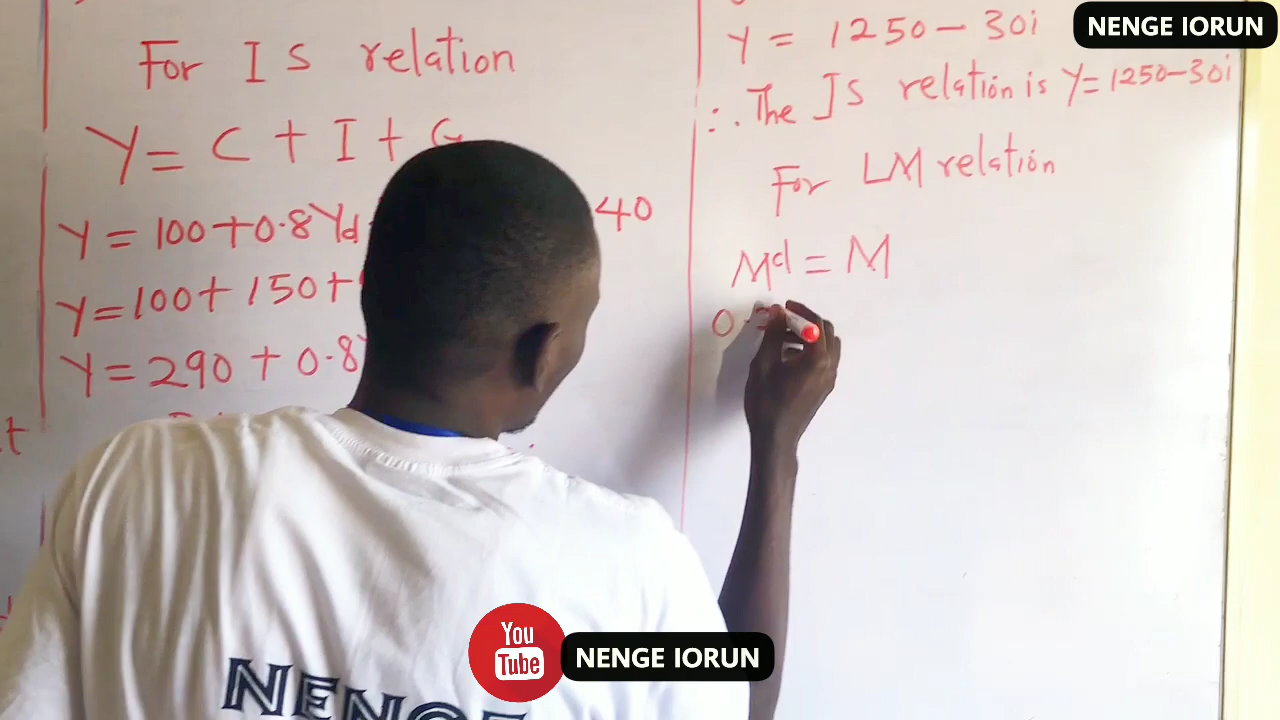 For IS relation
Y = C + I + G
Y = 100+0.8Yd 40
Y=100+ 150+
Y= 290 + 0.8
Y = 1250 - 30i
∴ The IS relation is Y=1250-30i
For LM relation
Md = M
0.
NENGE IORUN
You
Tube
NENGE IORUN